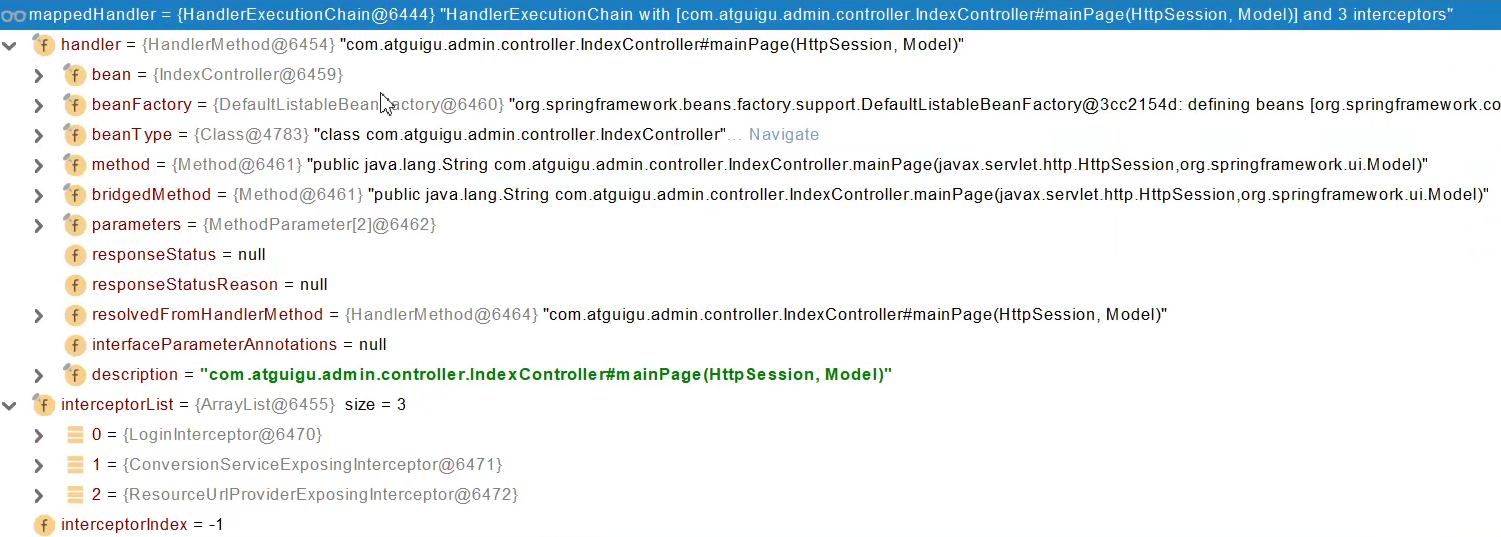 mappedHandler = {HandlerExecutionChain@6444} "HandlerExecutionChain with [com.atguigu.admin.controller.IndexController#mainPage(HttpSession, Model)] and 3 interceptors"
f handler = {HandlerMethod@6454} "com.atguigu.admin.controller.IndexController#mainPage(HttpSession, Model)"
f bean = {IndexController@6459}
f beanFactory = {DefaultListableBeanFactory@6460} "org.springframework.beans.factory.support.DefaultListableBeanFactory@3cc2154d: defining beans [org.springframework.co
f beanType = {Class@4783} "class com.atguigu.admin.controller.IndexController"... Navigate
f method = {Method@6461} "public java.lang.String com.atguigu.admin.controller.IndexController.mainPage(javax.servlet.http.HttpSession,org.springframework.ui.Model)"
f bridgedMethod = {Method@6461} "public java.lang.String com.atguigu.admin.controller.IndexController.mainPage(javax.servlet.http.HttpSession,org.springframework.ui.Model)"
f parameters = {MethodParameter[2]@6462}
f responseStatus = null
f responseStatusReason = null
f resolvedFromHandlerMethod = {HandlerMethod@6464} "com.atguigu.admin.controller.IndexController#mainPage(HttpSession, Model)"
f interfaceParameterAnnotations = null
f description = "com.atguigu.admin.controller.IndexController#mainPage(HttpSession, Model)"
f interceptorList = {ArrayList@6455} size = 3
0 = {LoginInterceptor@6470}
1 = {ConversionServiceExposingInterceptor@6471}
2 = {ResourceUrlProviderExposingInterceptor@6472}
f interceptorIndex = -1